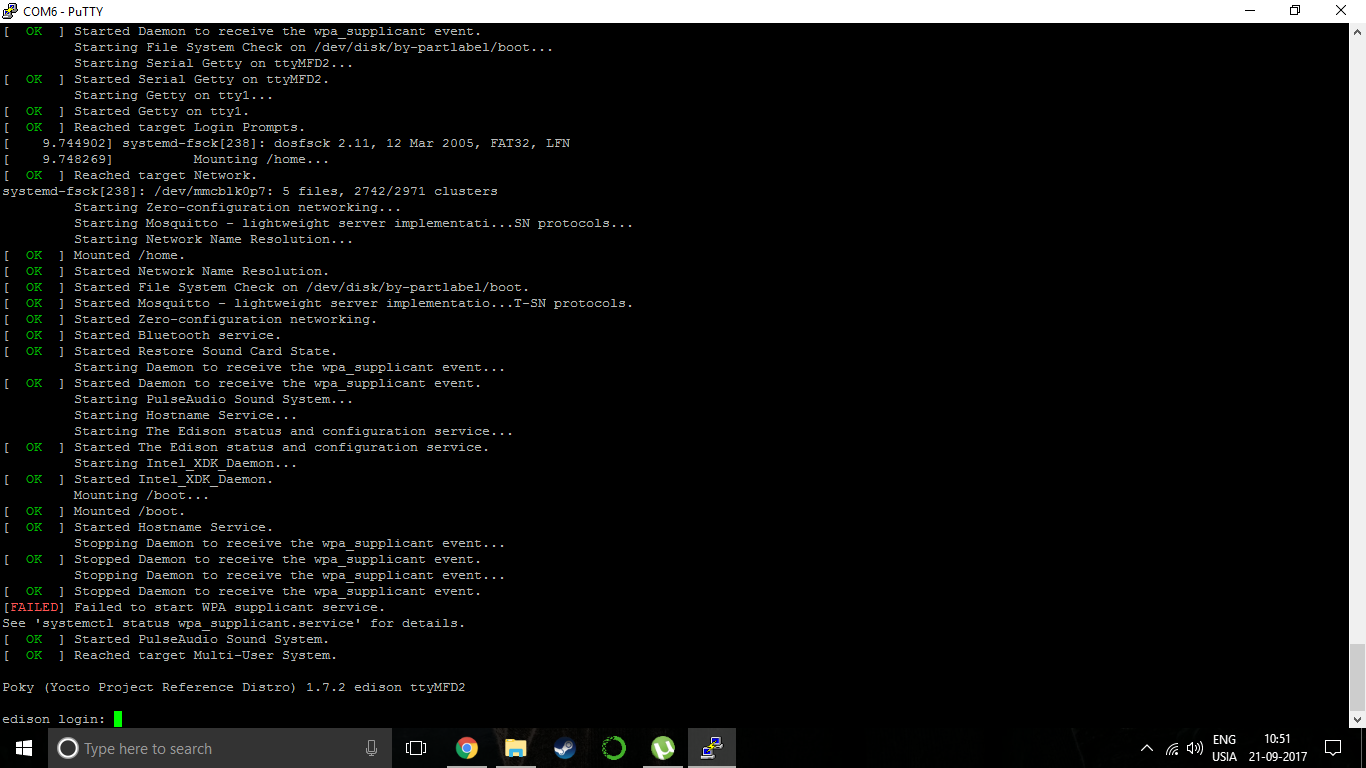 COM6 - PuTTY
[  OK  ] Started Daemon to receive the wpa_supplicant event.
         Starting File System Check on /dev/disk/by-partlabel/boot...
         Starting Serial Getty on ttyMFD2...
[  OK  ] Started Serial Getty on ttyMFD2.
         Starting Getty on tty1...
[  OK  ] Started Getty on tty1.
[  OK  ] Reached target Login Prompts.
[    9.744902] systemd-fsck[238]: dosfsck 2.11, 12 Mar 2005, FAT32, LFN
[    9.748269]          Mounting /home...
[  OK  ] Reached target Network.
systemd-fsck[238]: /dev/mmcblk0p7: 5 files, 2742/2971 clusters
         Starting Zero-configuration networking...
         Starting Mosquitto - lightweight server implementati...SN protocols...
         Starting Network Name Resolution...
[  OK  ] Mounted /home.
[  OK  ] Started Network Name Resolution.
[  OK  ] Started File System Check on /dev/disk/by-partlabel/boot.
[  OK  ] Started Mosquitto - lightweight server implementatio...T-SN protocols.
[  OK  ] Started Zero-configuration networking.
[  OK  ] Started Bluetooth service.
[  OK  ] Started Restore Sound Card State.
         Starting Daemon to receive the wpa_supplicant event...
[  OK  ] Started Daemon to receive the wpa_supplicant event.
         Starting PulseAudio Sound System...
         Starting Hostname Service...
         Starting The Edison status and configuration service...
[  OK  ] Started The Edison status and configuration service.
         Starting Intel_XDK_Daemon...
[  OK  ] Started Intel_XDK_Daemon.
         Mounting /boot...
[  OK  ] Mounted /boot.
[  OK  ] Started Hostname Service.
         Stopping Daemon to receive the wpa_supplicant event...
[  OK  ] Stopped Daemon to receive the wpa_supplicant event.
         Stopping Daemon to receive the wpa_supplicant event...
[  OK  ] Stopped Daemon to receive the wpa_supplicant event.
[FAILED] Failed to start WPA supplicant service.
See 'systemctl status wpa_supplicant.service' for details.
[  OK  ] Started PulseAudio Sound System.
[  OK  ] Reached target Multi-User System.
Poky (Yocto Project Reference Distro) 1.7.2 edison ttyMFD2
edison login:
Type here to search
ENG
USIA
10:51
21-09-2017